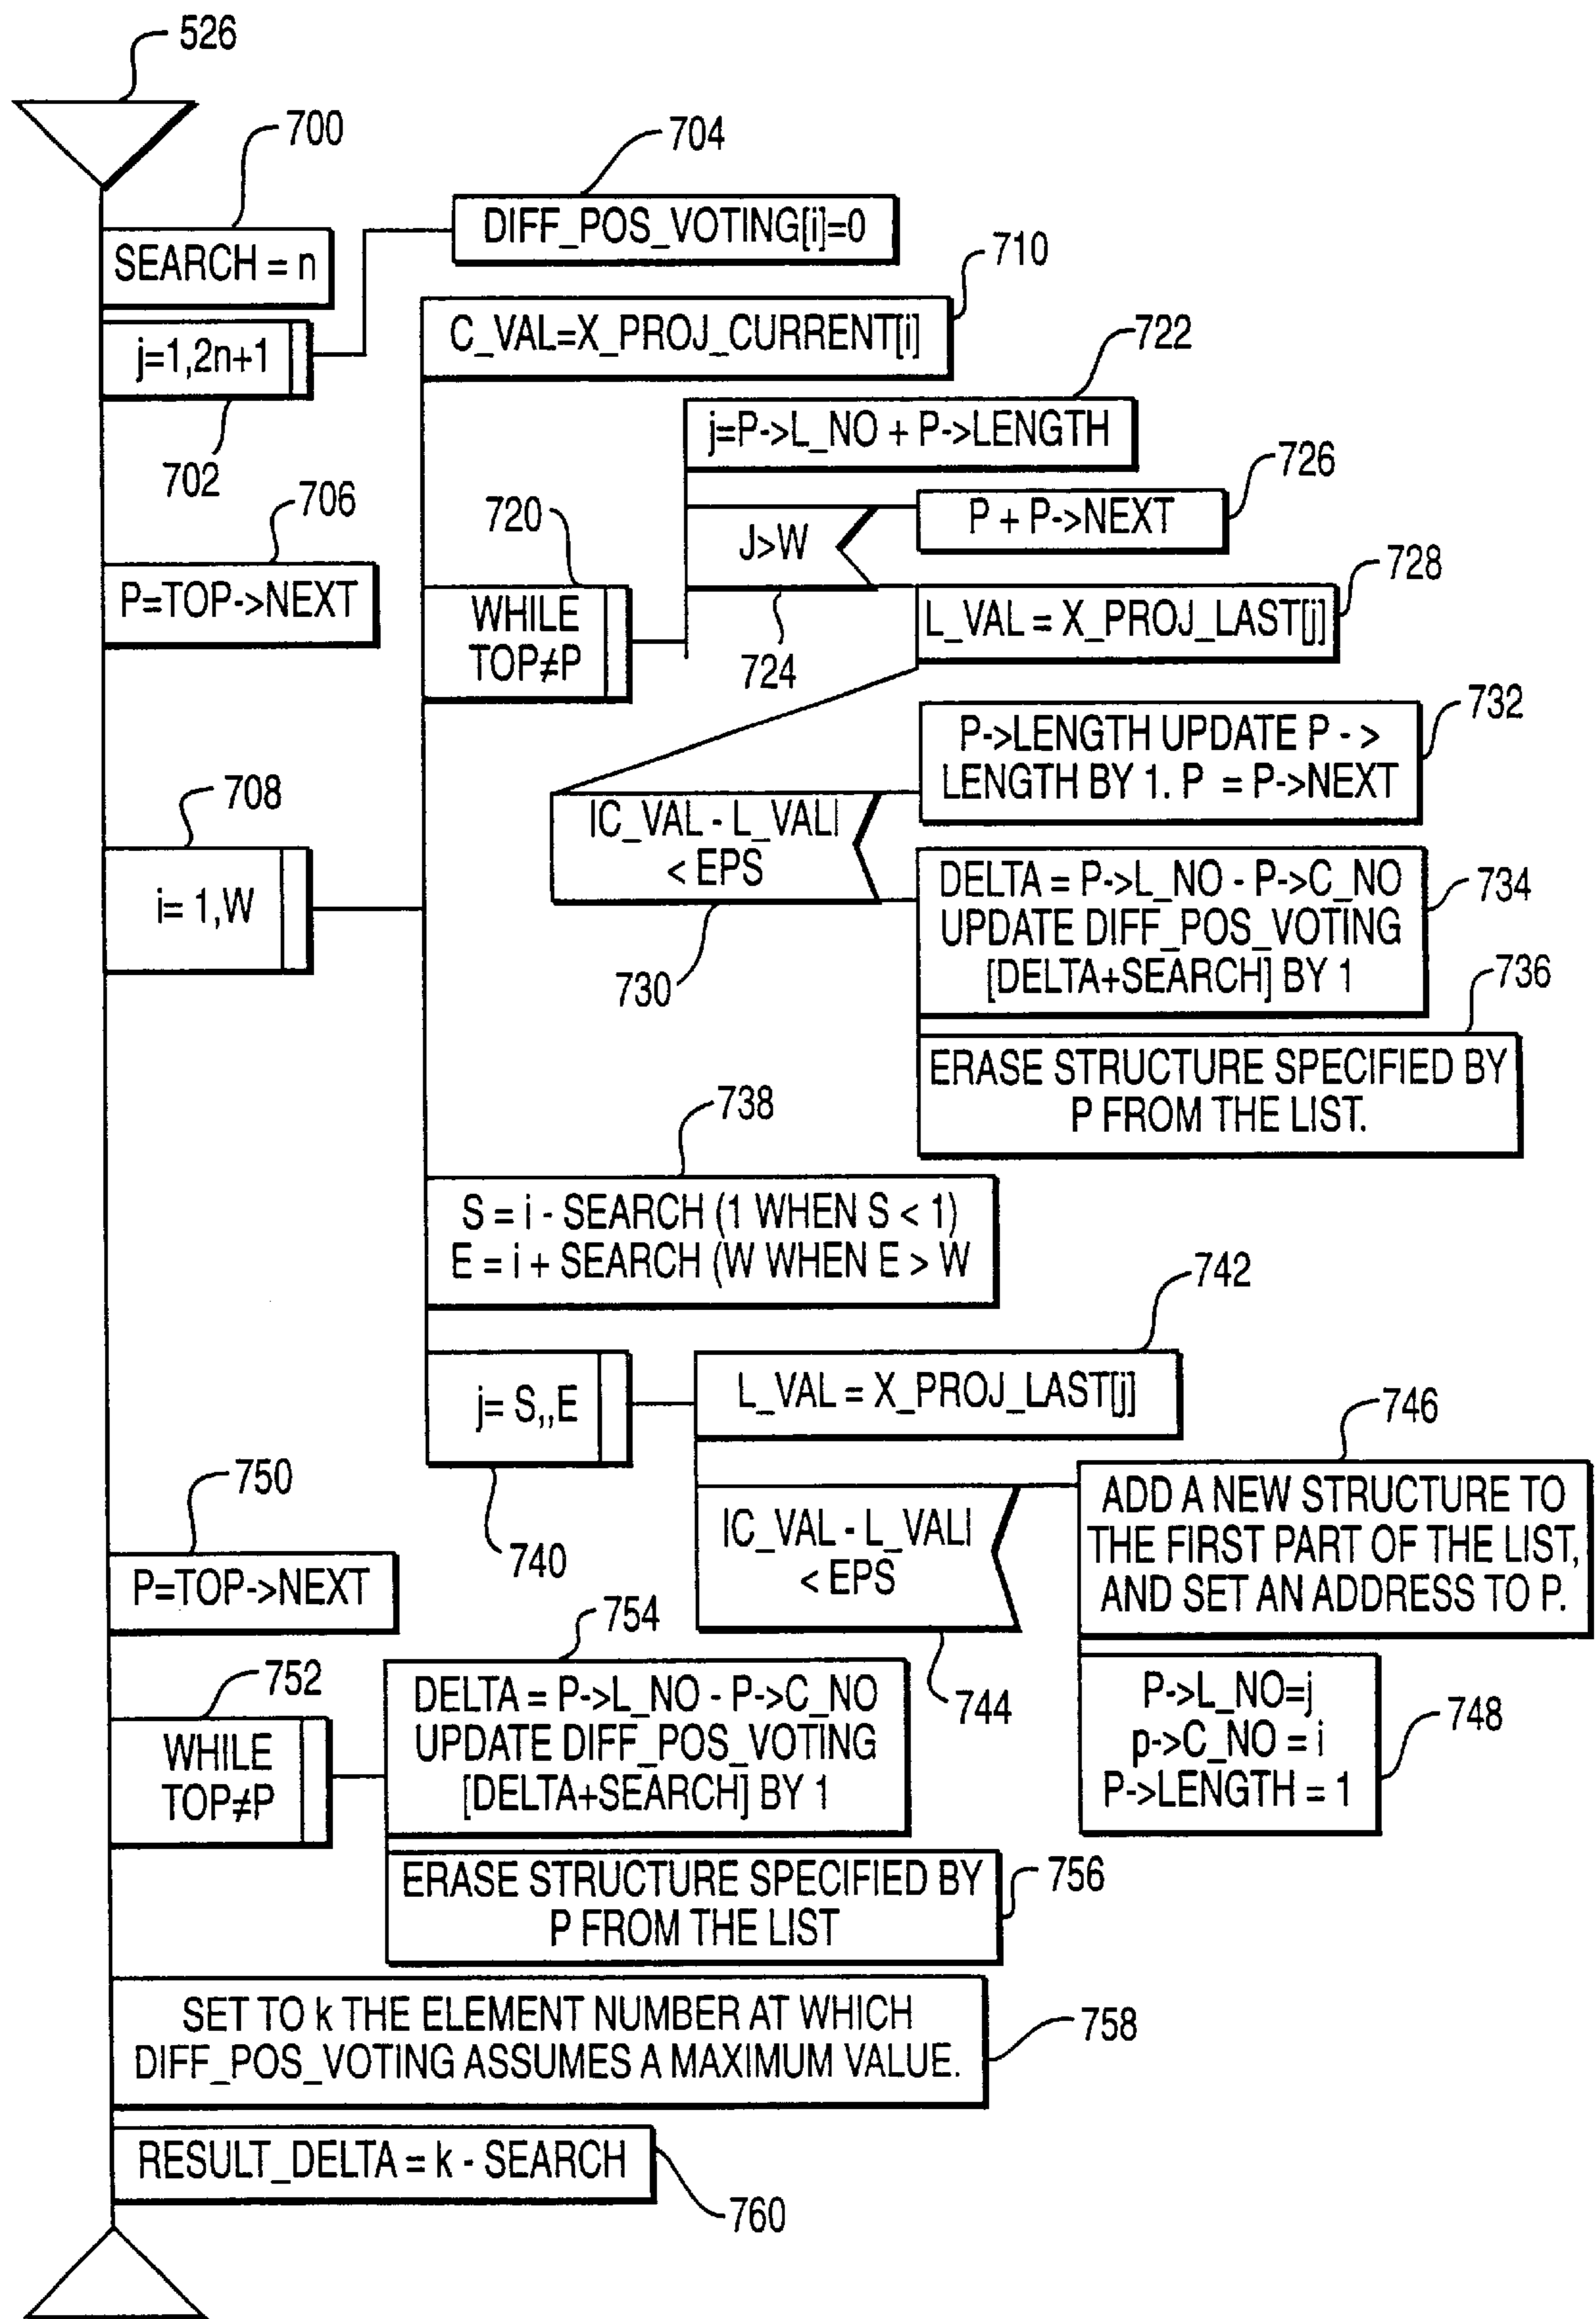 526
700
SEARCH = n
704
DIFF_POS_VOTING[i]=0
j=1,2n+1
702
710
C_VAL=X_PROJ_CURRENT[i]
722
j=P->L_NO + P->LENGTH
706
P=TOP->NEXT
720
WHILE
TOP≠P
J>W
724
726
P + P->NEXT
728
L_VAL = X_PROJ_LAST[j]
732
P->LENGTH UPDATE P - >
LENGTH BY 1. P = P->NEXT
708
i= 1,W
IC_VAL - L_VALI
< EPS
730
DELTA = P->L_NO - P->C_NO
UPDATE DIFF_POS_VOTING
[DELTA+SEARCH] BY 1
734
736
ERASE STRUCTURE SPECIFIED BY
P FROM THE LIST.
738
S = i - SEARCH (1 WHEN S < 1)
E = i + SEARCH (W WHEN E > W
742
j= S,,E
740
L_VAL = X_PROJ_LAST[j]
746
IC_VAL - L_VALI
< EPS
744
ADD A NEW STRUCTURE TO
THE FIRST PART OF THE LIST,
AND SET AN ADDRESS TO P.
P->L_NO=j
p->C_NO = i
P->LENGTH = 1
748
750
P=TOP->NEXT
752
WHILE
TOP≠P
754
DELTA = P->L_NO - P->C_NO
UPDATE DIFF_POS_VOTING
[DELTA+SEARCH] BY 1
ERASE STRUCTURE SPECIFIED BY
P FROM THE LIST
756
SET TO k THE ELEMENT NUMBER AT WHICH
DIFF_POS_VOTING ASSUMES A MAXIMUM VALUE.
758
RESULT_DELTA = k - SEARCH
760